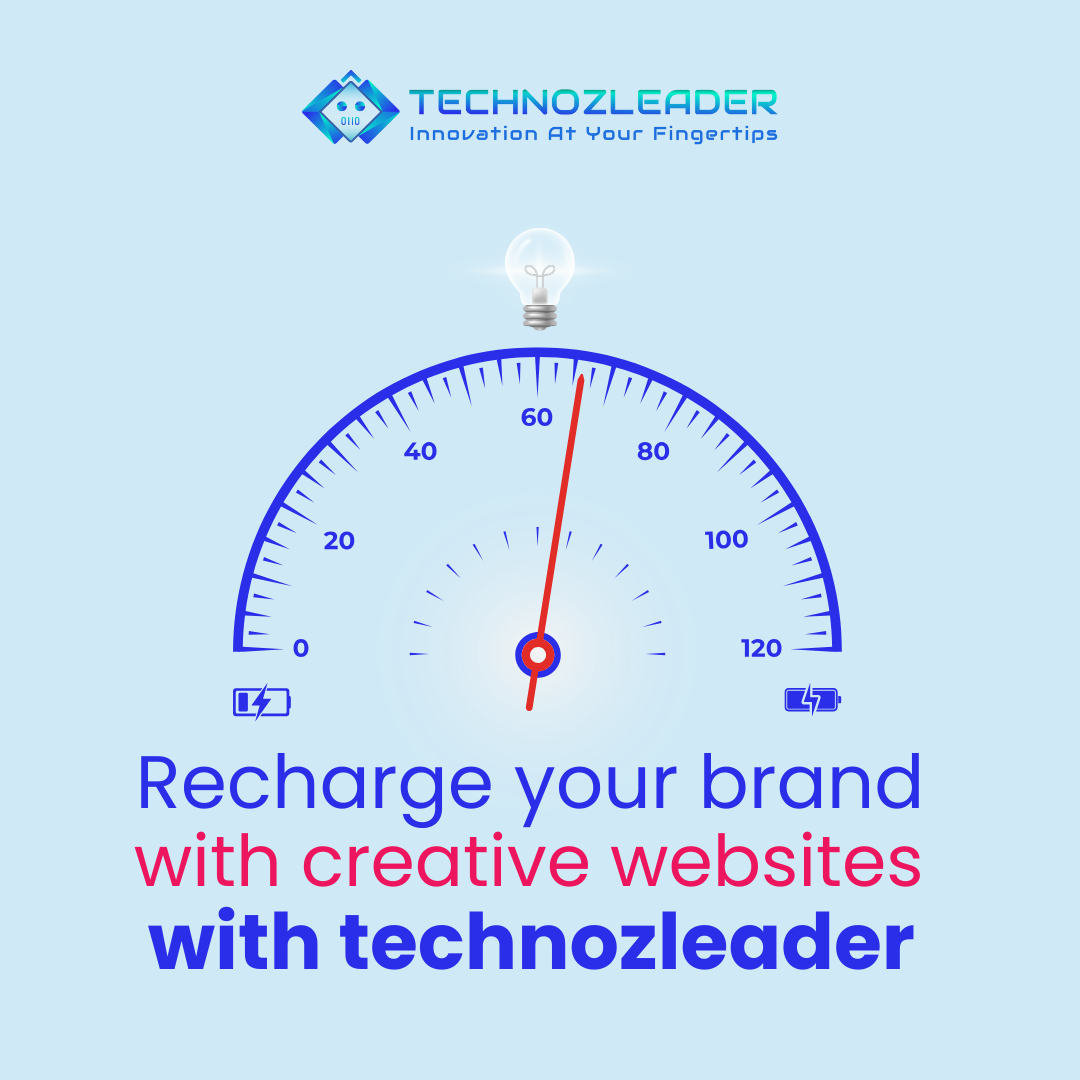 TECHNOZLEADER
Innovation At Your Fingertips
0110
60
40
80
20
100
0
120
Recharge your brand
with creative websites
with technozleader